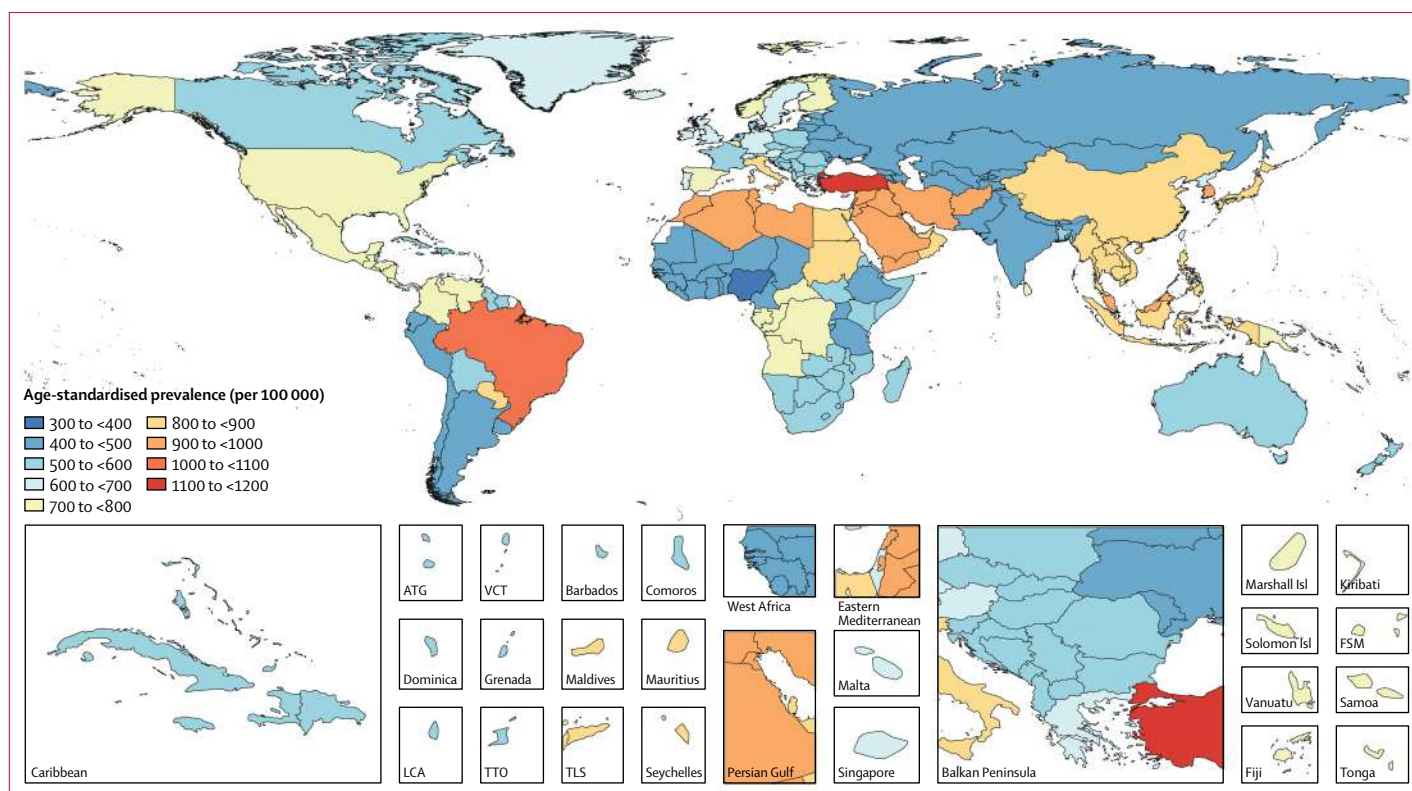 Age-standardised prevalence (per 100 000)
300 to <400
400 to <500
500 to <600
600 to <700
700 to <800
800 to <900
900 to <1000
1000 to <1100
1100 to <1200
Caribbean
ATG
VCT
Barbados
Comoros
Dominica
Grenada
Maldives
Mauritius
LCA
TTO
TLS
Seychelles
West Africa
Eastern
Mediterranean
Persian Gulf
Malta
Singapore
Balkan Peninsula
Marshall Isl
Kiribati
Solomon Isl
FSM
Vanuatu
Samoa
Fiji
Tonga